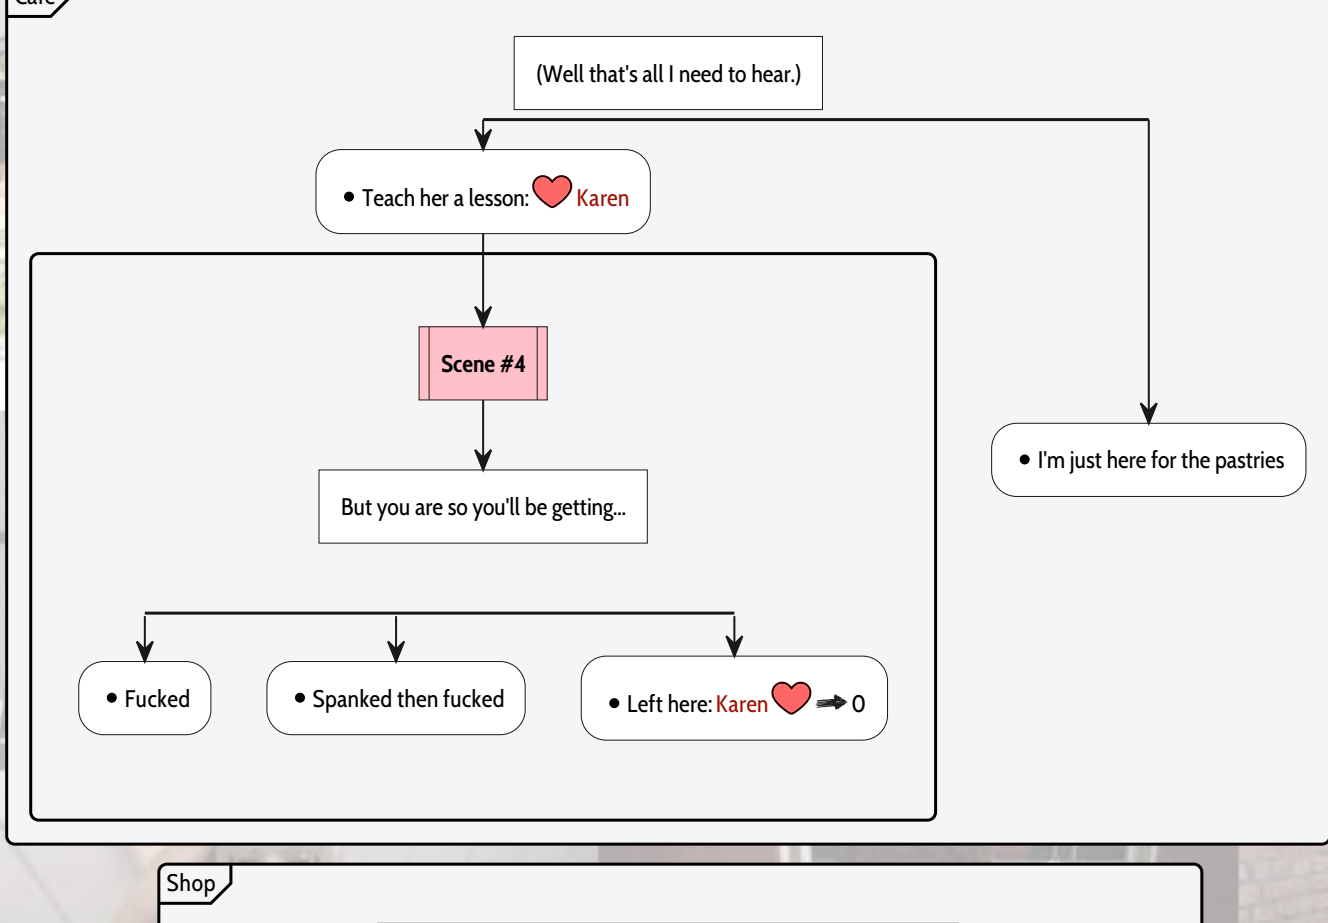 Cafe
(Well that's all I need to hear.)
• Teach her a lesson: Karen
Scene #4
• I'm just here for the pastries
But you are so you'll be getting...
• Fucked
• Spanked then fucked
• Left here: Karen 0
Shop